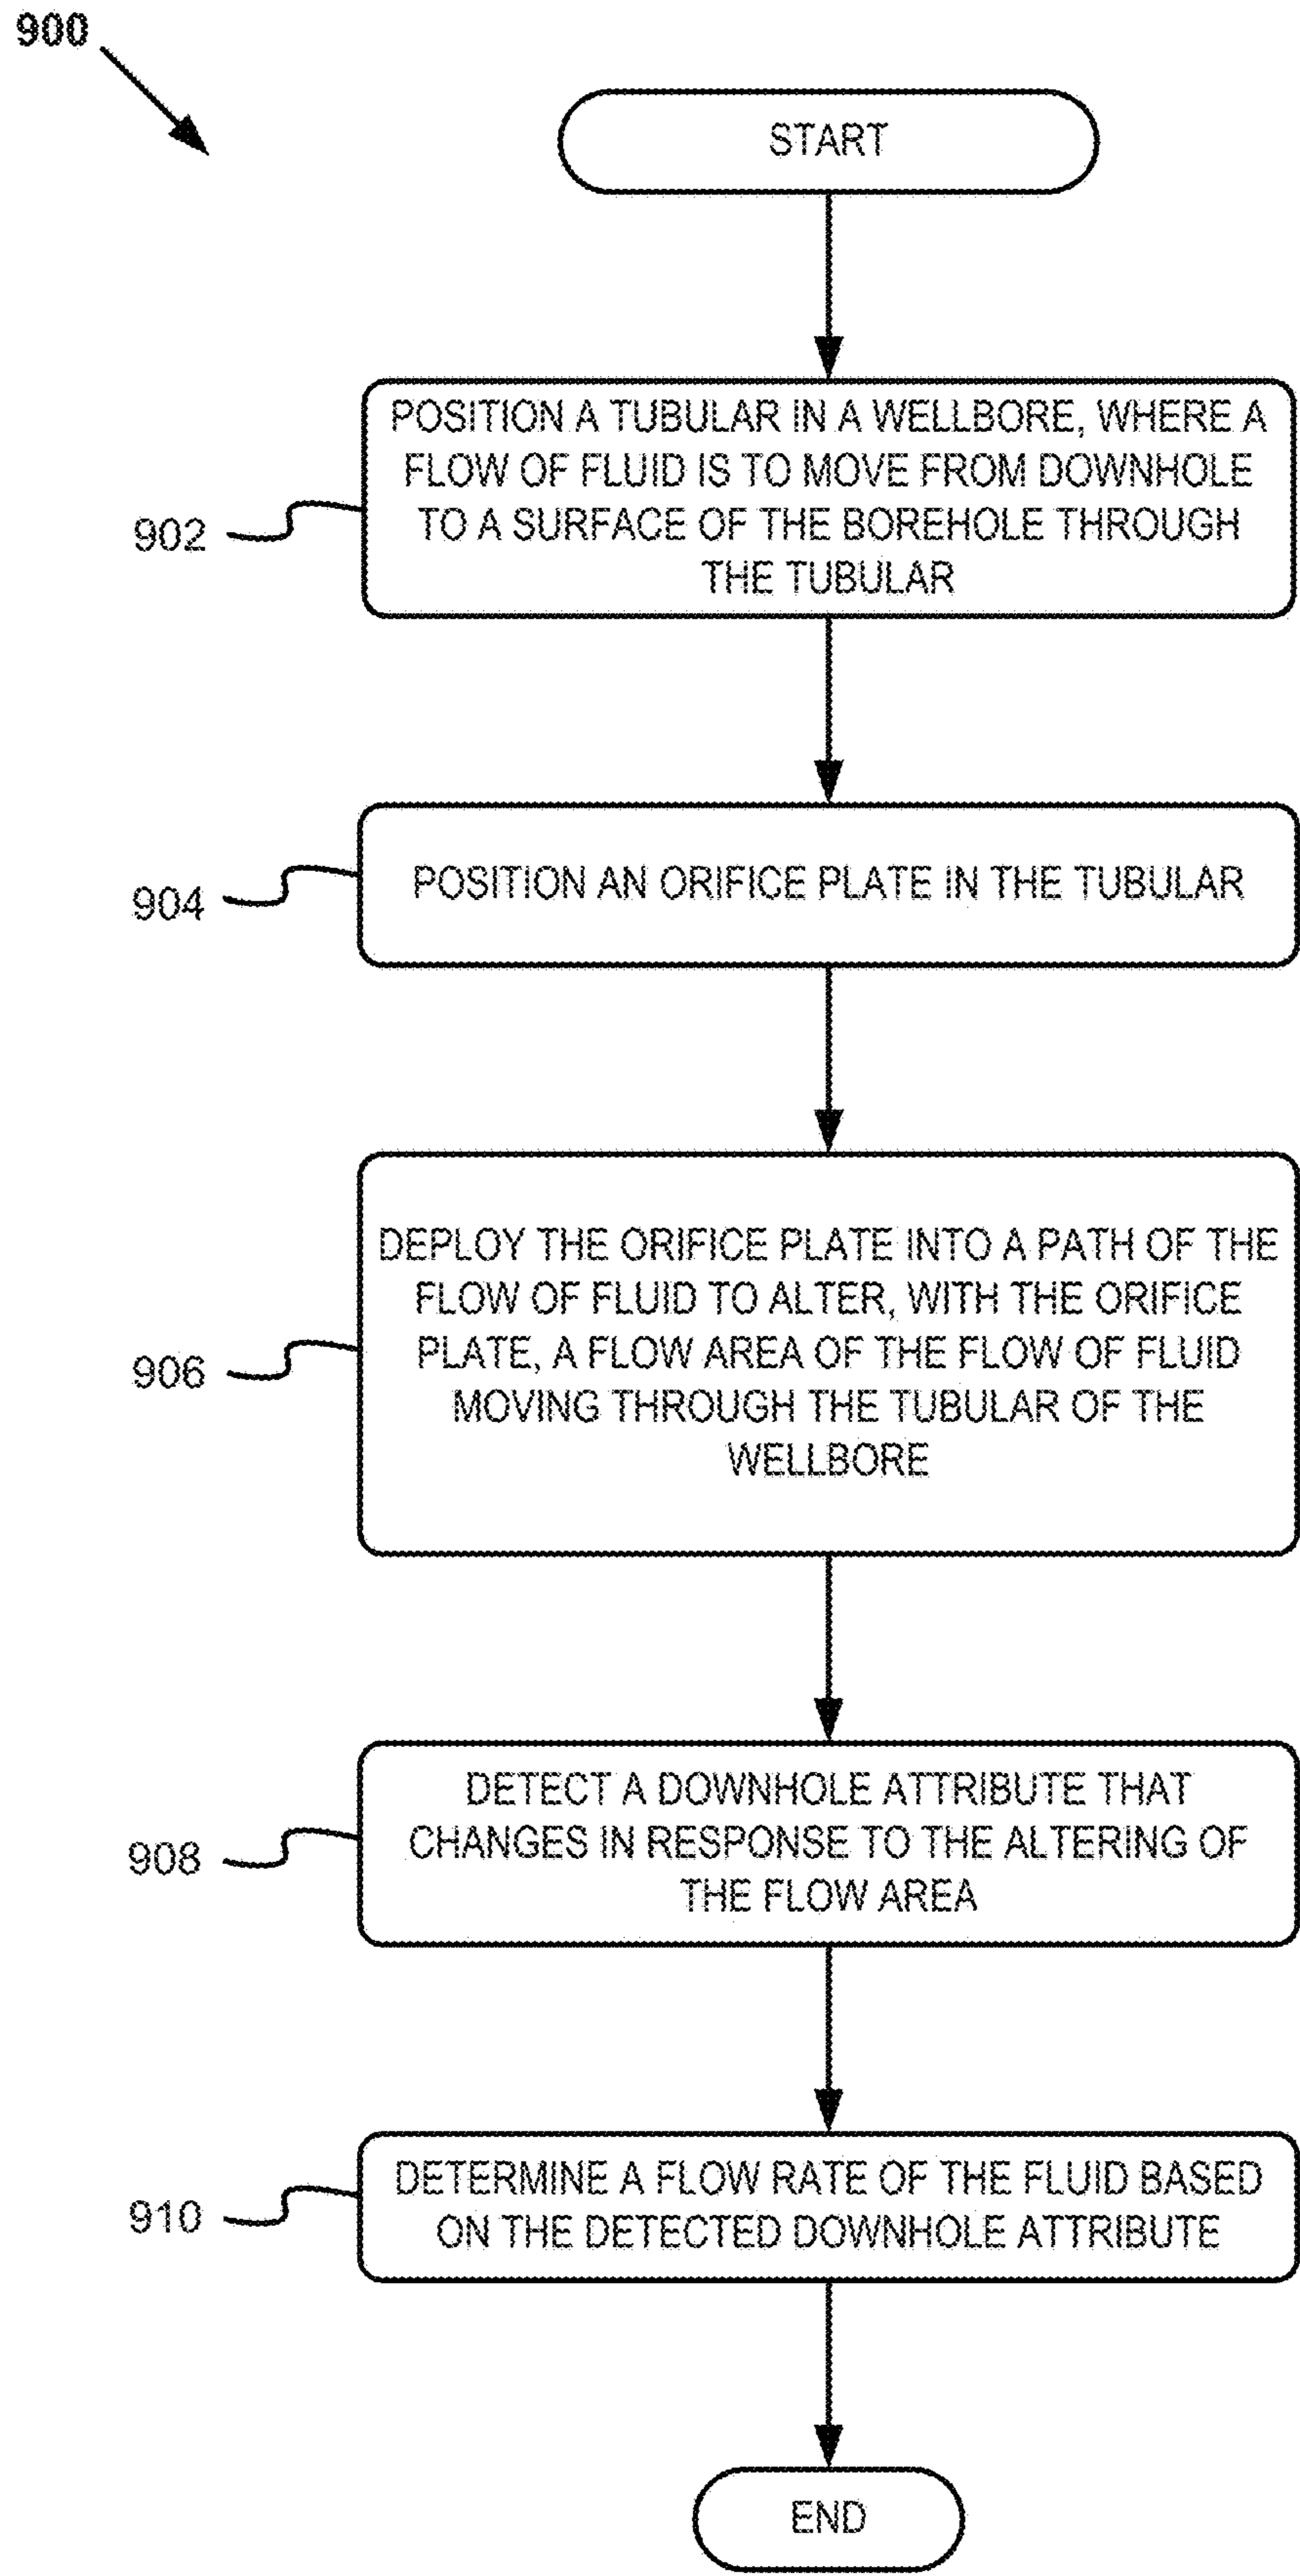 900
START
POSITION A TUBULAR IN A WELLBORE, WHERE A
FLOW OF FLUID IS TO MOVE FROM DOWNHOLE
TO A SURFACE OF THE BOREHOLE THROUGH
THE TUBULAR
902
POSITION AN ORIFICE PLATE IN THE TUBULAR
904
DEPLOY THE ORIFICE PLATE INTO A PATH OF THE
FLOW OF FLUID TO ALTER, WITH THE ORIFICE
PLATE, A FLOW AREA OF THE FLOW OF FLUID
MOVING THROUGH THE TUBULAR OF THE
WELLBORE
906
DETECT A DOWNHOLE ATTRIBUTE THAT
CHANGES IN RESPONSE TO THE ALTERING OF
THE FLOW AREA
908
DETERMINE A FLOW RATE OF THE FLUID BASED
ON THE DETECTED DOWNHOLE ATTRIBUTE
910
END